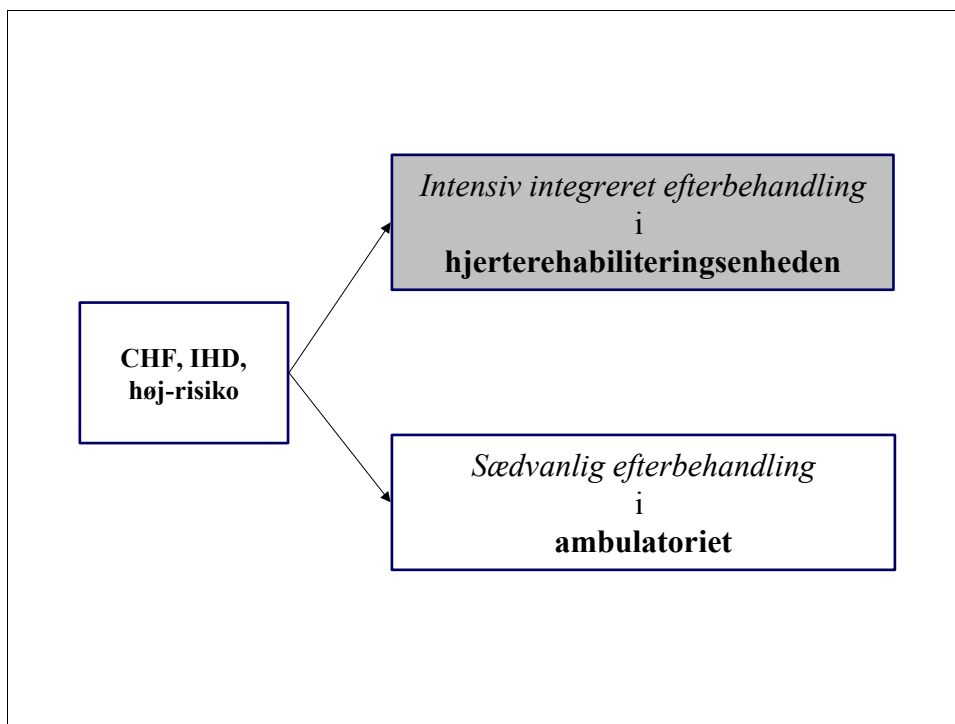 Intensiv integreret efterbehandling
i
hjerterehabiliteringsenheden
CHF, IHD,
høj-risiko
Sædvanlig efterbehandling
i
ambulatoriet